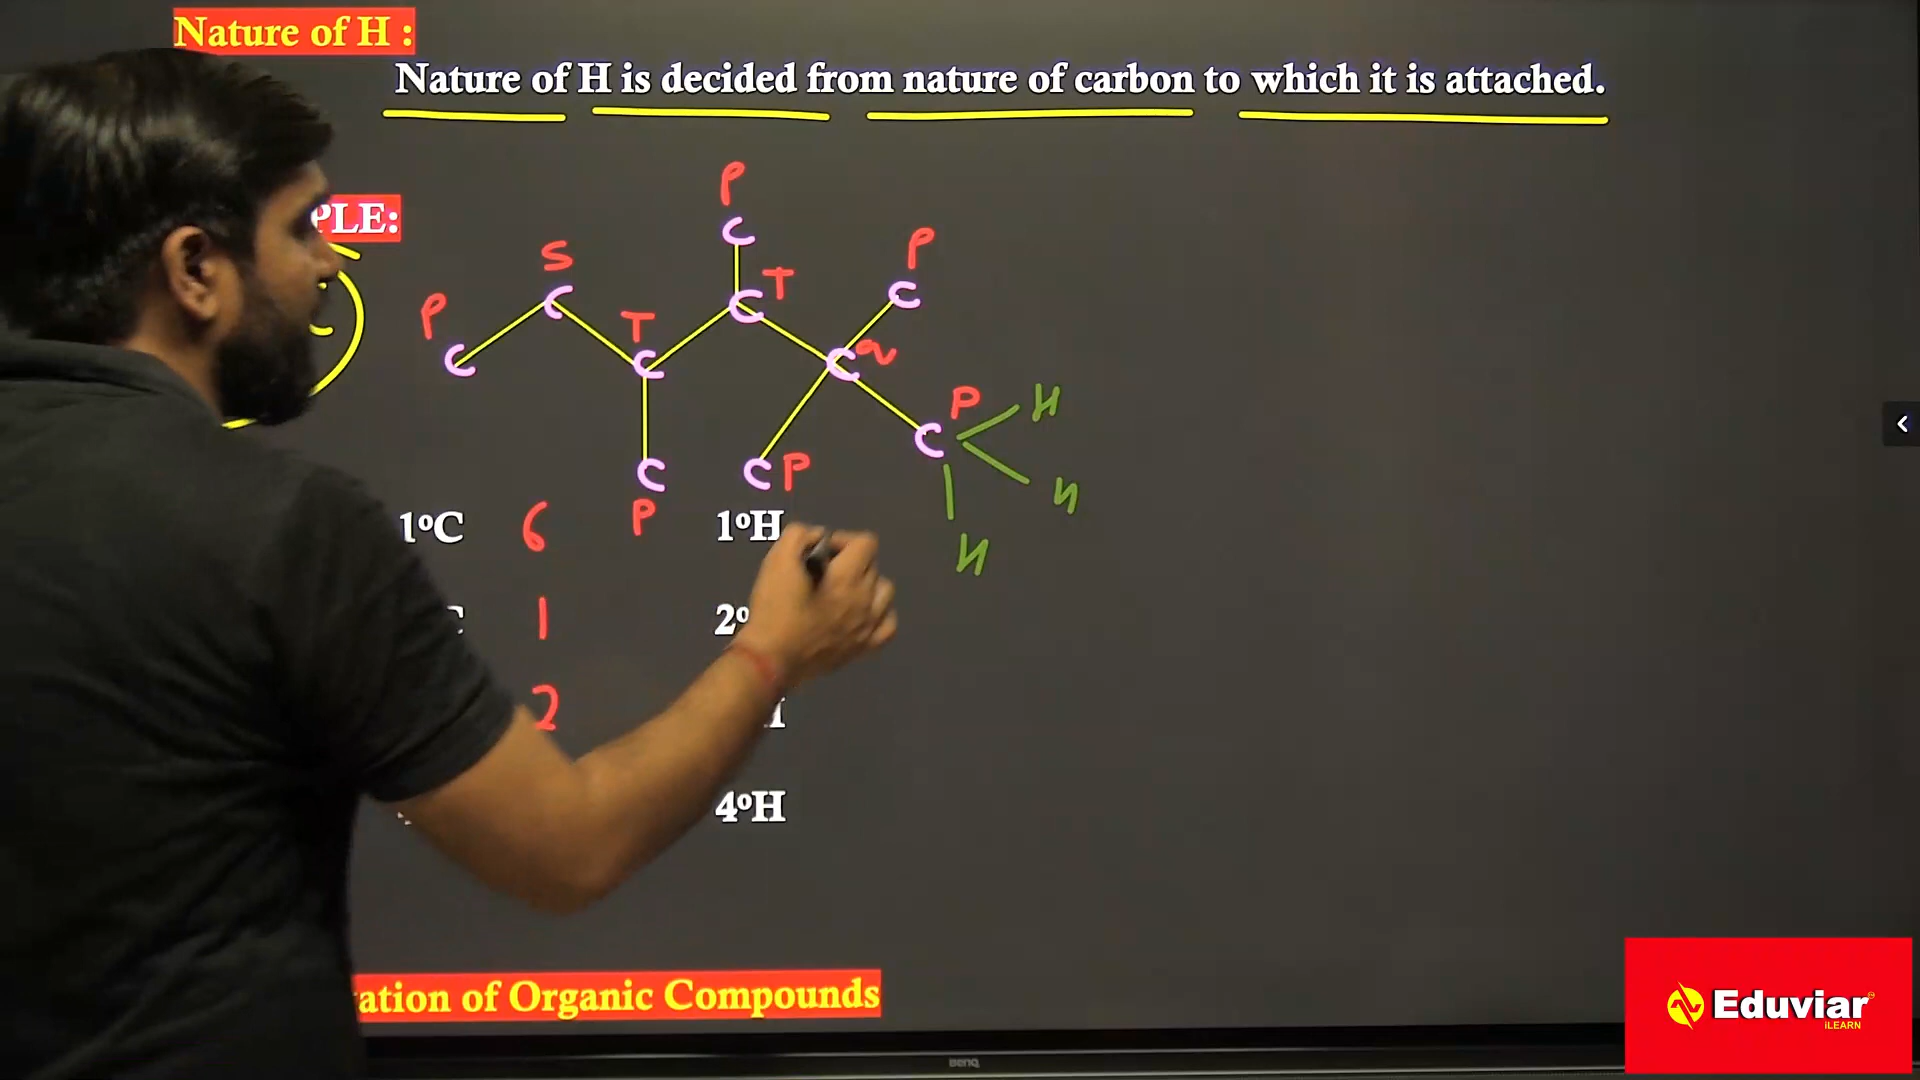 Nature of H :
Nature of H is decided from nature of carbon to which it is attached.
PLE:
P
C
P
S
C
T
C
P
C
T
C
P
C
Q
C
P
H
C
H
H
C
P
C P
1°C 6 1°H
1 2°
2 H
4°H
ation of Organic Compounds
Eduviar
iLEARN
BenQ